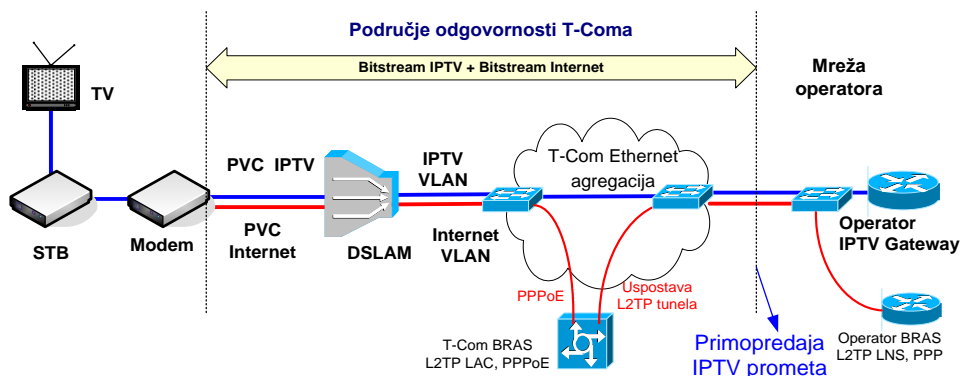 Područje odgovornosti T-Coma
Bitstream IPTV + Bitstream Internet
Mreža
operatora
TV
PVC IPTV
IPTV
VLAN
T-Com Ethernet
agregacija
STB
Modem
PVC
Internet
DSLAM
Internet
VLAN
Operator
IPTV Gateway
PPPoE
Uspostava
L2TP tunela
T-Com BRAS
L2TP LAC, PPPoE
Primopredaja
IPTV prometa
Operator BRAS
L2TP LNS, PPP